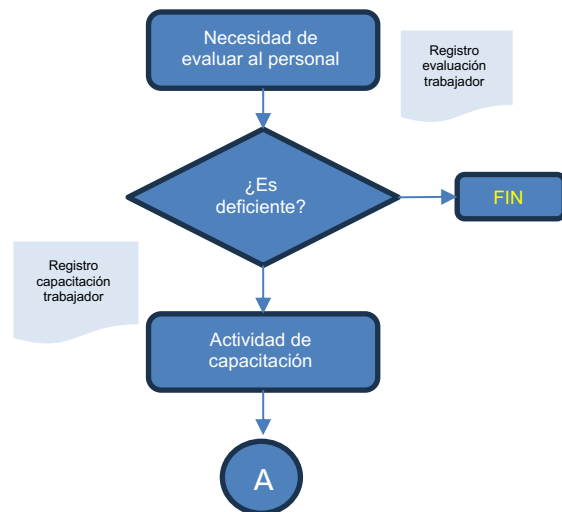 Necesidad de
evaluar al personal
Registro
evaluación
trabajador
¿Es
deficiente?
FIN
Registro
capacitación
trabajador
Actividad de
capacitación
A